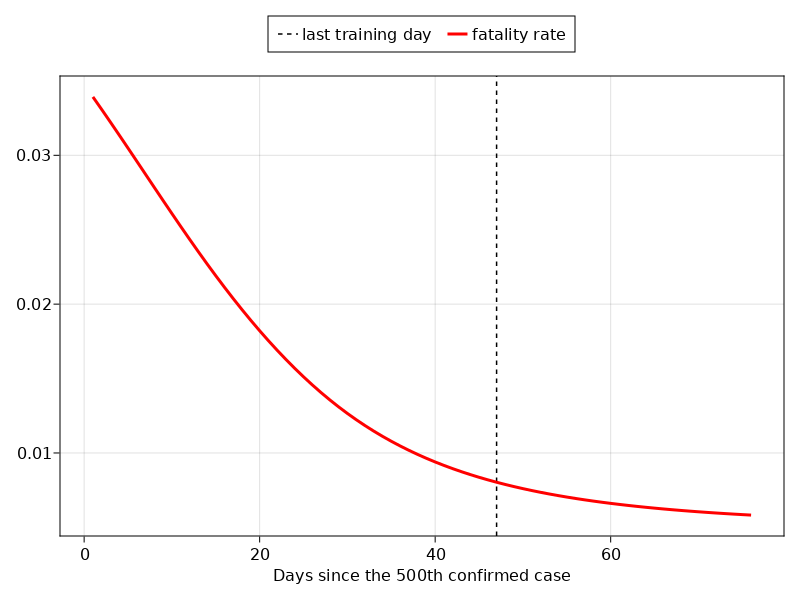 last training day fatality rate
0.03
0.02
0.01
0 20 40 60
Days since the 500th confirmed case